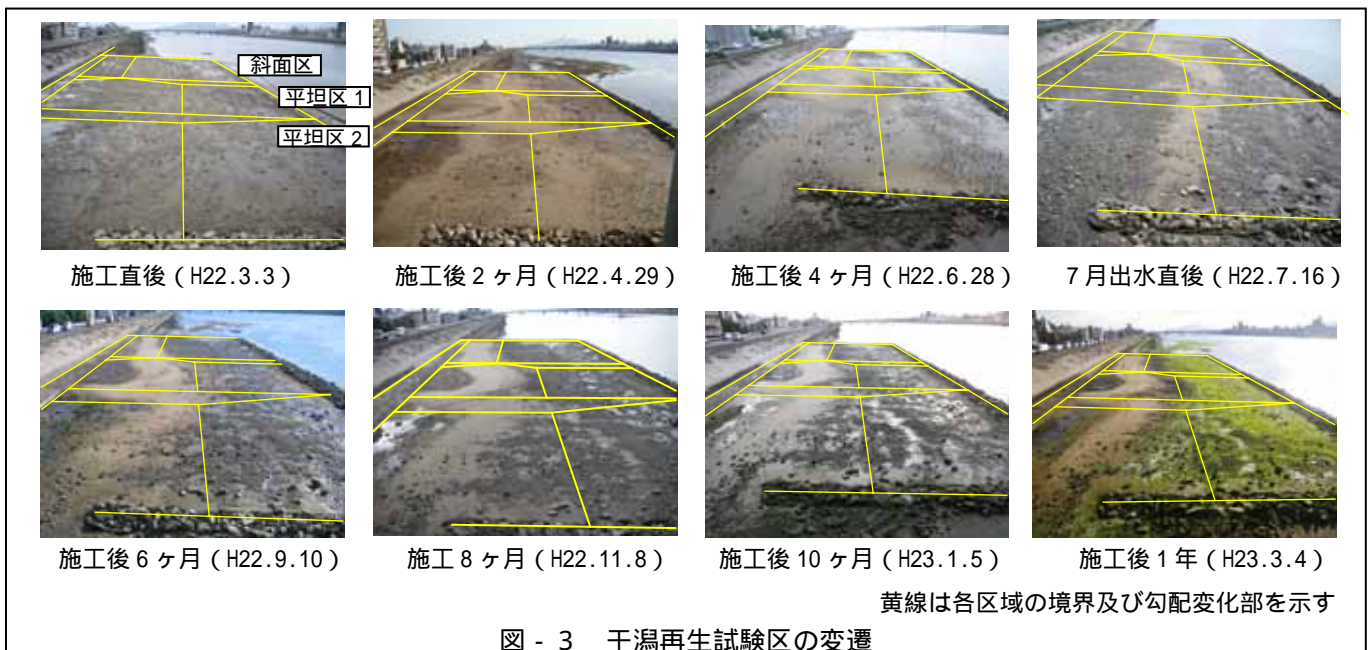 斜面区
平坦区1
平坦区2
施工直後（H22.3.3）
施工後2ヶ月（H22.4.29）
施工後4ヶ月（H22.6.28）
7月出水直後（H22.7.16）
施工後6ヶ月（H22.9.10）
施工8ヶ月（H22.11.8）
施工後10ヶ月（H23.1.5）
施工後1年（H23.3.4）
黄線は各区域の境界及び勾配変化部を示す
図-3 干潟再生試験区の変遷